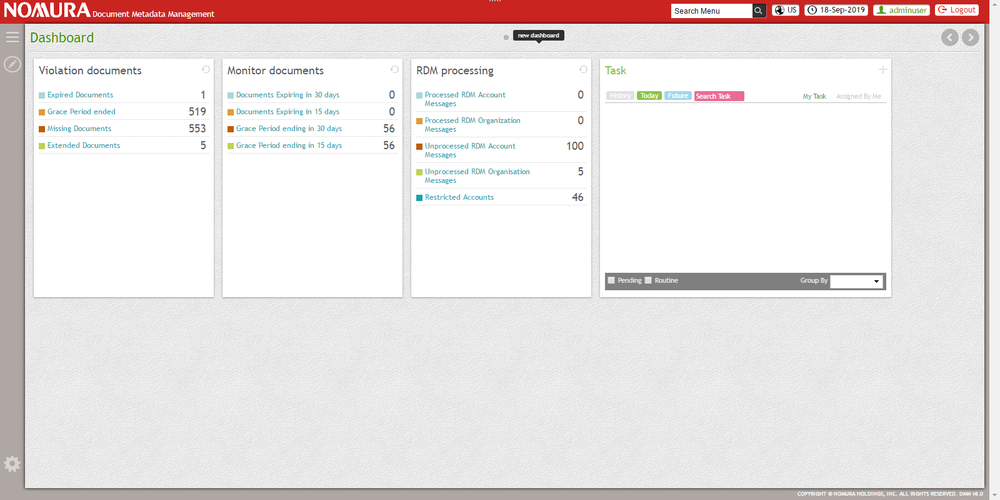 NOMURA Document Metadata Management
Search Menu
US
18-Sep-2019
adminuser
Logout
Dashboard
new dashboard
Violation documents
Expired Documents 1
Grace Period ended 519
Missing Documents 553
Extended Documents 5
Monitor documents
Documents Expiring in 30 days 0
Documents Expiring in 15 days 0
Grace Period ending in 30 days 56
Grace Period ending in 15 days 56
RDM processing
Processed RDM Account 0
Messages
Processed RDM Organization 0
Messages
Unprocessed RDM Account 100
Messages
Unprocessed RDM Organisation 5
Messages
Restricted Accounts 46
Task
History Today Future Search Task My Task Assigned By Me
Pending Routine Group By
COPYRIGHT © NOMURA HOLDINGS, INC. ALL RIGHTS RESERVED. DMM v8.0